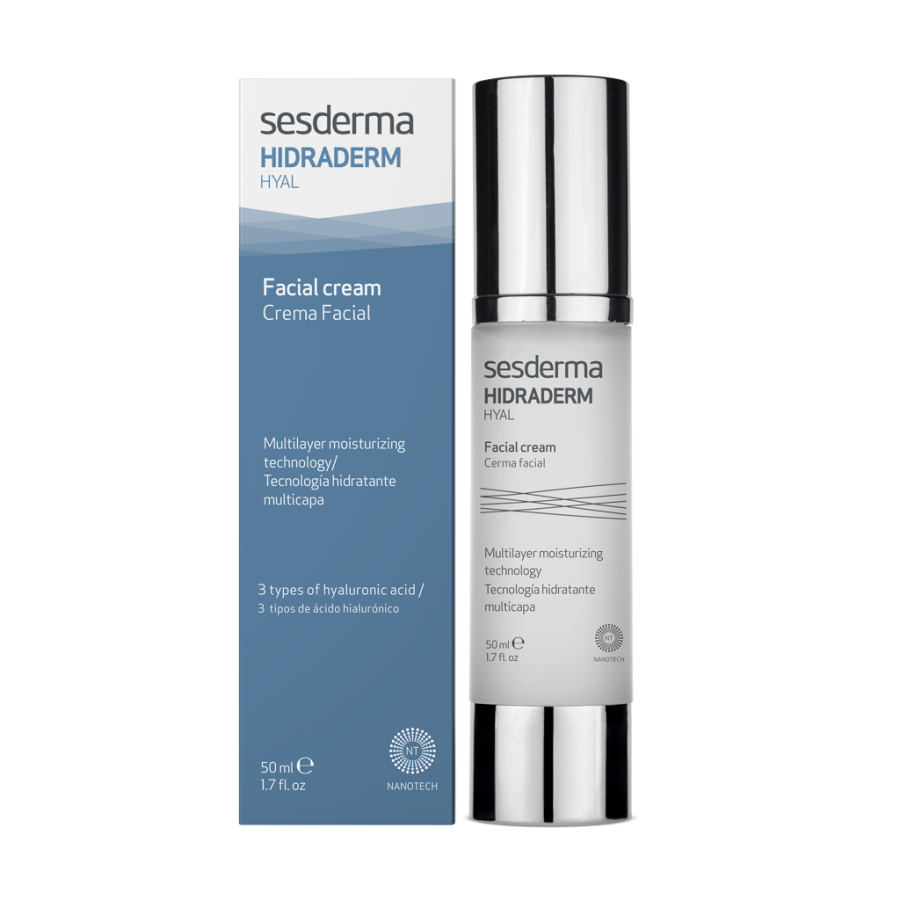 sesderma
HIDRADERM
HYAL
Facial cream
Crema Facial
Multilayer moisturizing
technology/
Tecnología hidratante
multicapa
3 types of hyaluronic acid /
3 tipos de ácido hialurónico
50 ml ℮
1.7 fl. oz
NT
NANOTECH
sesderma
HIDRADERM
HYAL
Facial cream
Cerma facial
Multilayer moisturizing
technology
Tecnología hidratante
multicapa
50 ml ℮
1.7 fl. oz
NT
NANOTECH